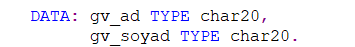 DATA: gv_ad TYPE char20,
gv_soyad TYPE char20.